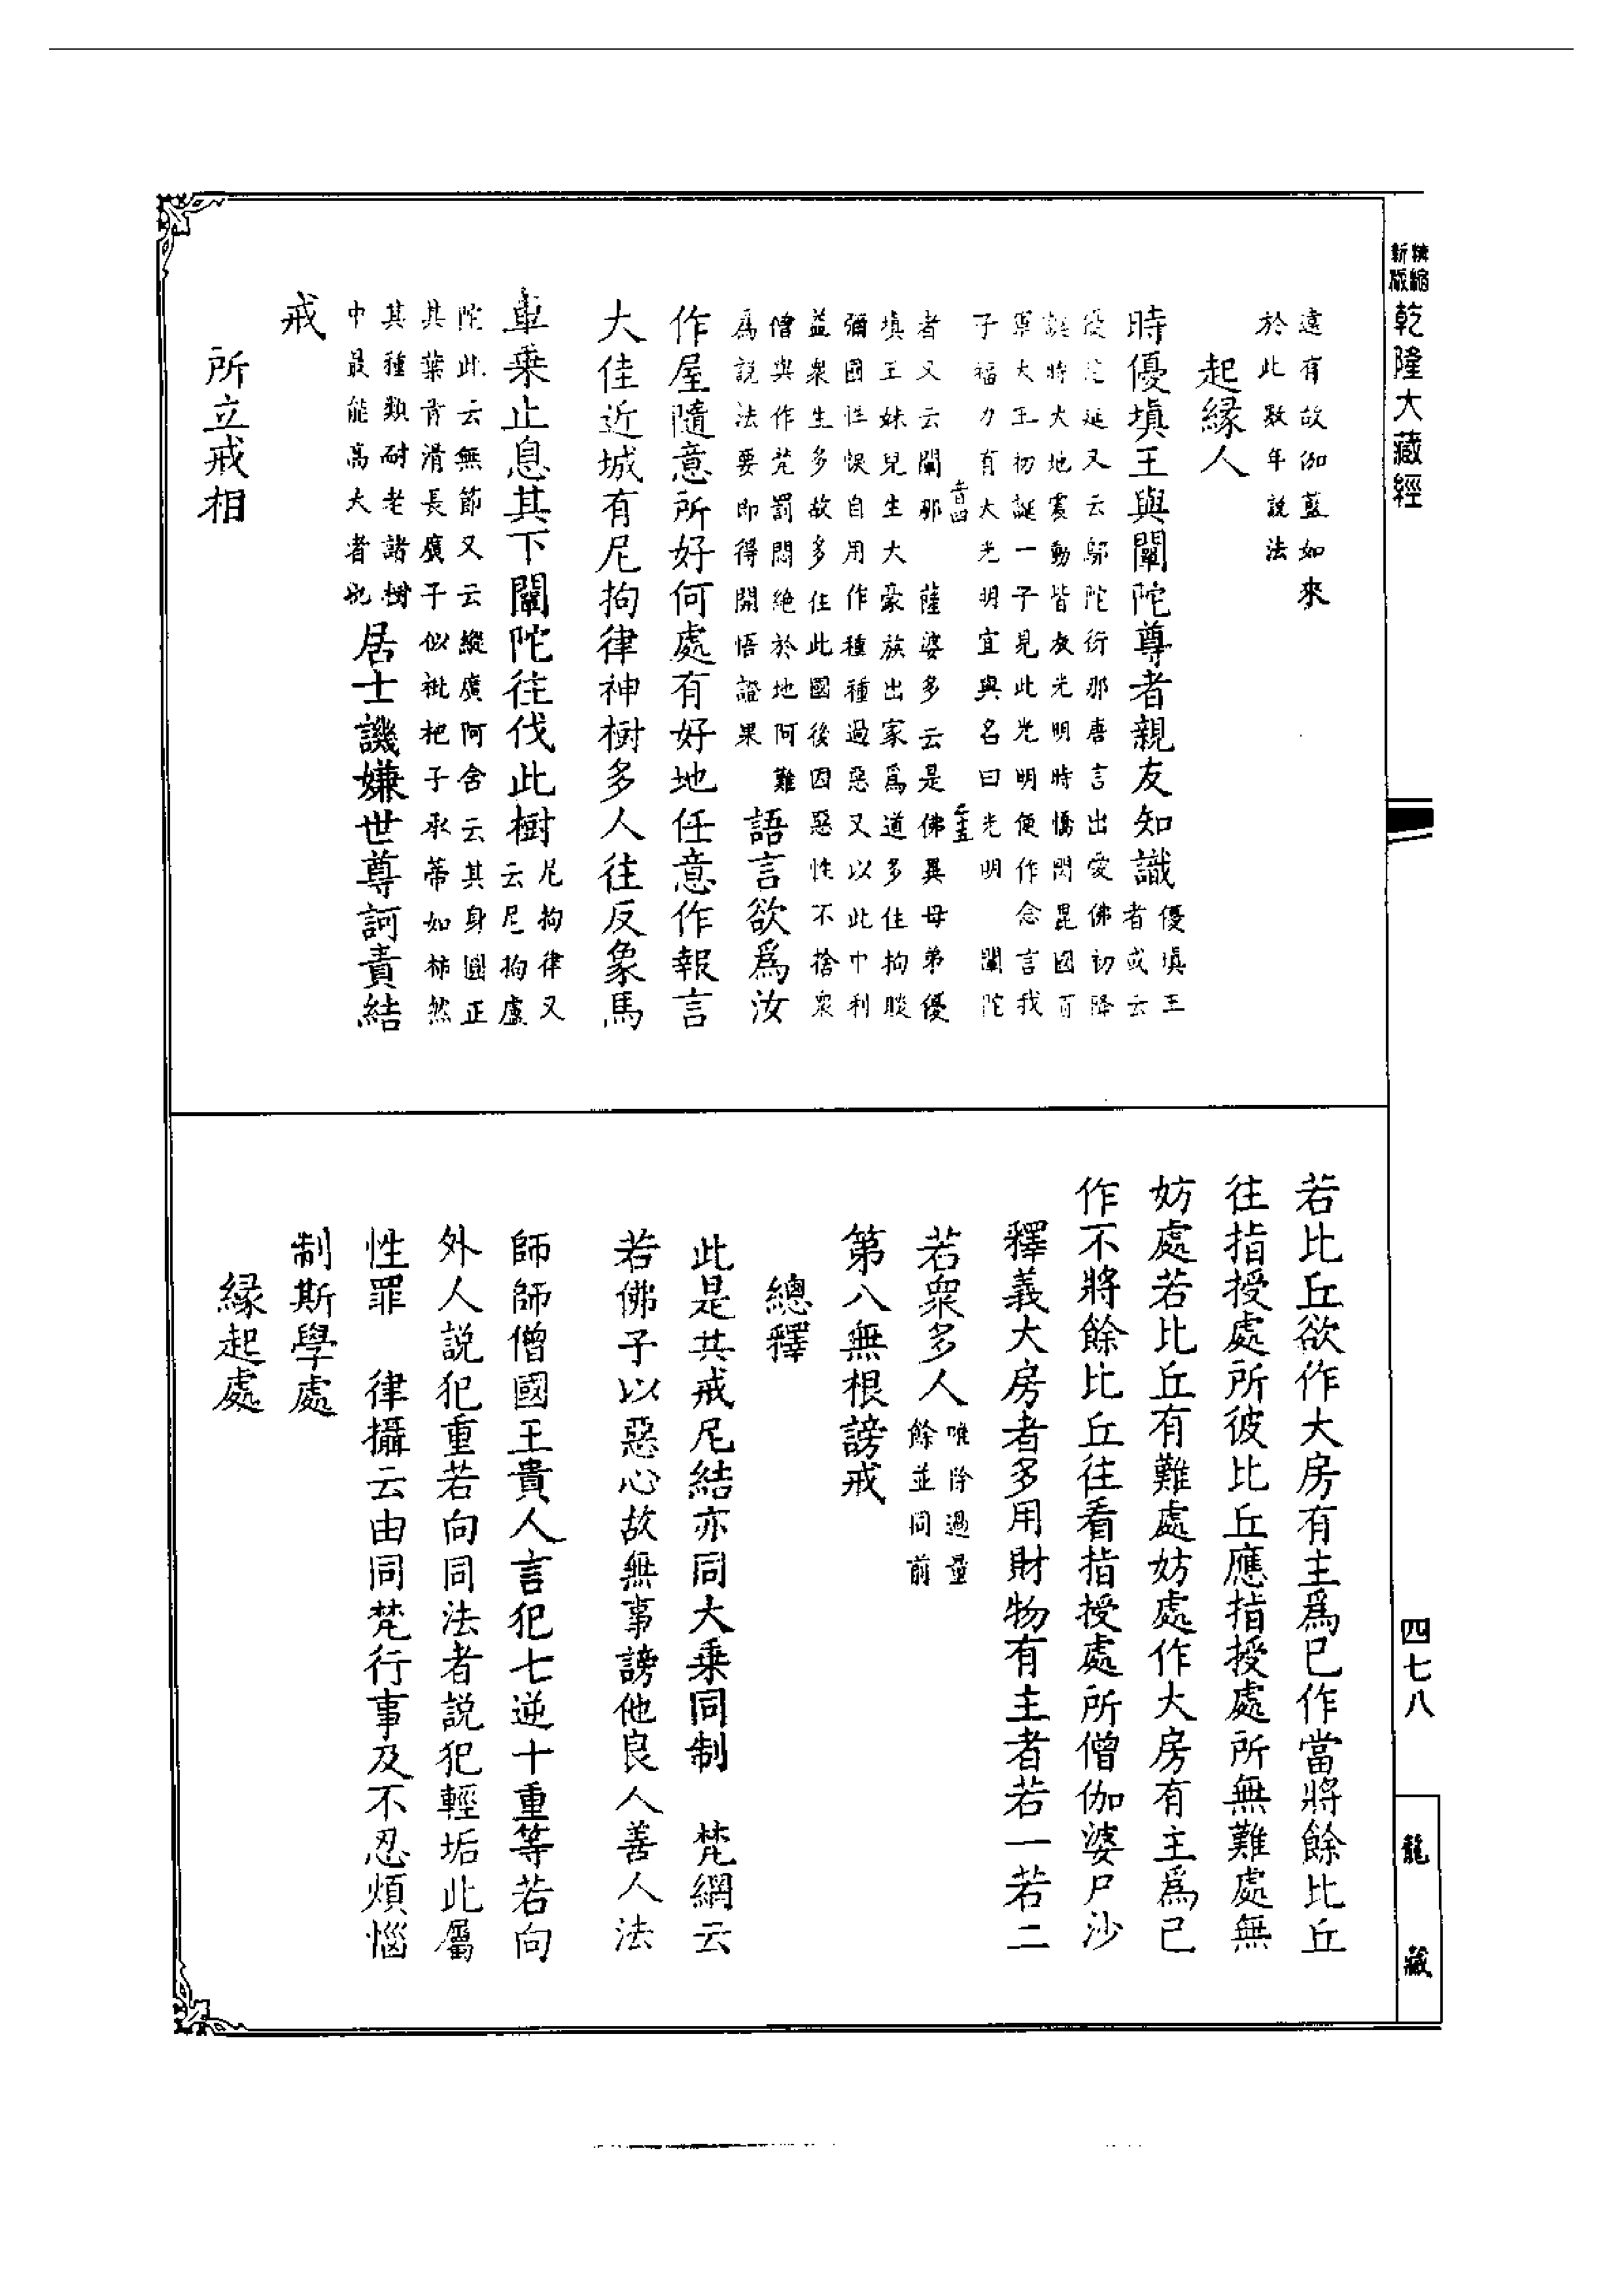 精縮
新版
乾隆大藏經
遠有故伽藍如來
於此數年說法
起緣人
時優填王與闡陀尊者親友知識優填王
者或云
優陀延又云鄔陀衍那唐言出愛佛初降
誕時大地震動皆放光明時憍閃毘國百
軍大王初誕一子見此光明便作念言我
子福力有大光明宜與名曰光明 闡陀
者又云闡那 薩婆多云是佛異母弟優
音四
去五
填王妹兒生大豪族出家為道多住拘睒
彌國性悷自用作種種過惡又以此中利
益眾生多故多住此國後因惡性不捨眾
僧與作梵罰悶絕於地阿難
為說法要即得開悟證果 語言欲為汝
作屋隨意所好何處有好地任意作報言
大佳近城有尼拘律神樹多人往反象馬
車乘止息其下闡陀往伐此樹尼拘律又
云尼拘盧
陀此云無節又云縱廣阿含云其身圓正
其葉青滑長廣子似枇杷子承蒂如柿然
其種類耐老諸樹
中最能高大者也 居士譏嫌世尊訶責結
戒
所立戒相
若比丘欲作大房有主為已作當將餘比丘
往指授處所彼比丘應指授處所無難處無
妨處若比丘有難處妨處作大房有主為已
作不將餘比丘往看指授處所僧伽婆尸沙
釋義大房者多用財物有主者若一若二
若眾多人唯除過量
餘並同前
第八無根謗戒
總釋
此是共戒尼結亦同大乘同制 梵網云
若佛子以惡心故無事謗他良人善人法
師師僧國王貴人言犯七逆十重等若向
外人說犯重若向同法者說犯輕垢此屬
性罪 律攝云由同梵行事及不忍煩惱
制斯學處
緣起處
四七八
龍藏